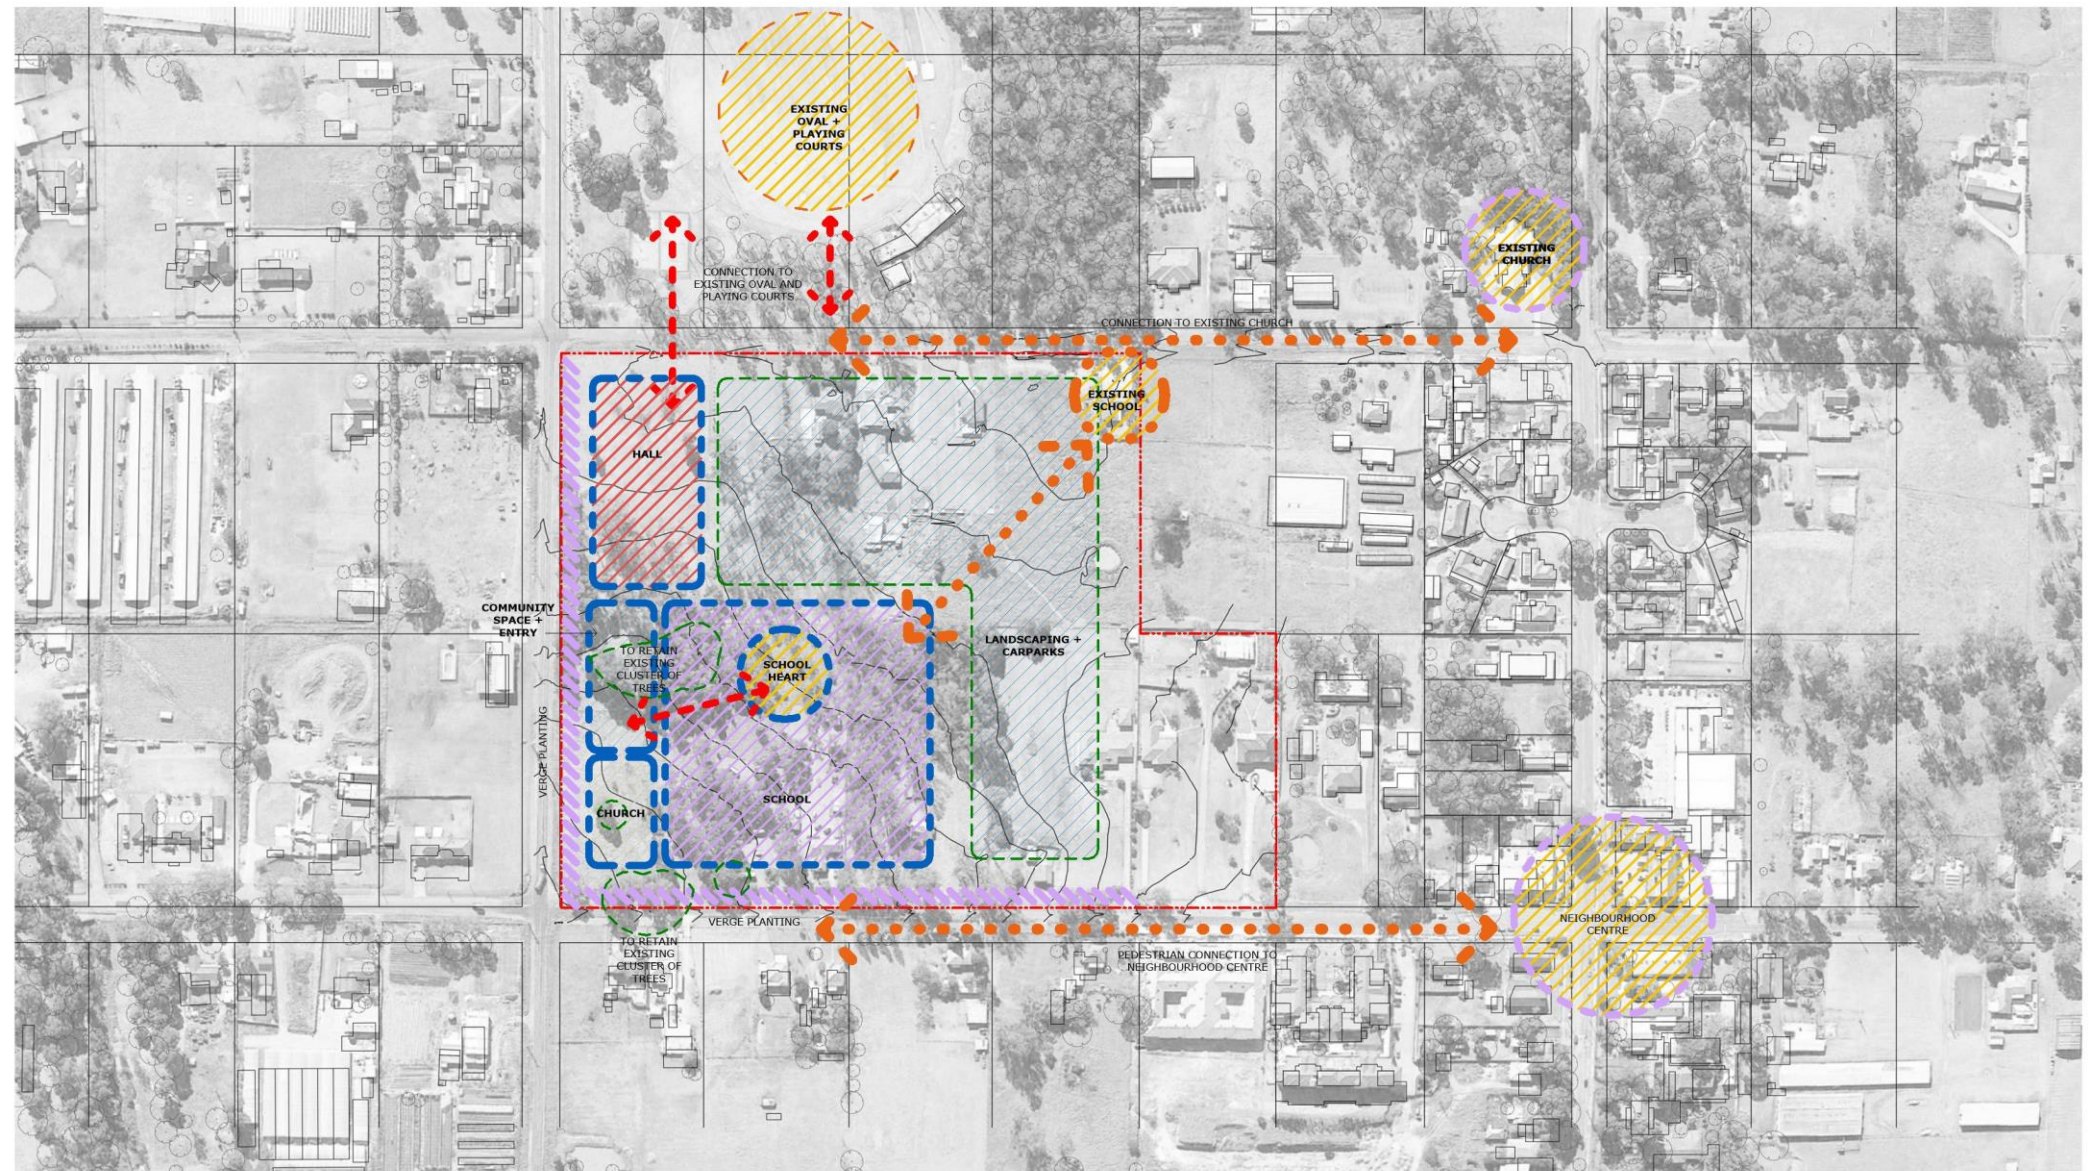 EXISTING
OVAL +
PLAYING
COURTS
EXISTING
CHURCH
CONNECTION TO
EXISTING OVAL AND
PLAYING COURTS
CONNECTION TO EXISTING CHURCH
EXISTING
SCHOOL
HALL
COMMUNITY
SPACE +
ENTRY
TO RETAIN
EXISTING
CLUSTER OF
TREES
SCHOOL
HEART
LANDSCAPING +
CARPARKS
VERGE PLANTING
SCHOOL
CHURCH
VERGE PLANTING
NEIGHBOURHOOD
CENTRE
TO RETAIN
EXISTING
CLUSTER OF
TREES
PEDESTRIAN CONNECTION TO
NEIGHBOURHOOD CENTRE